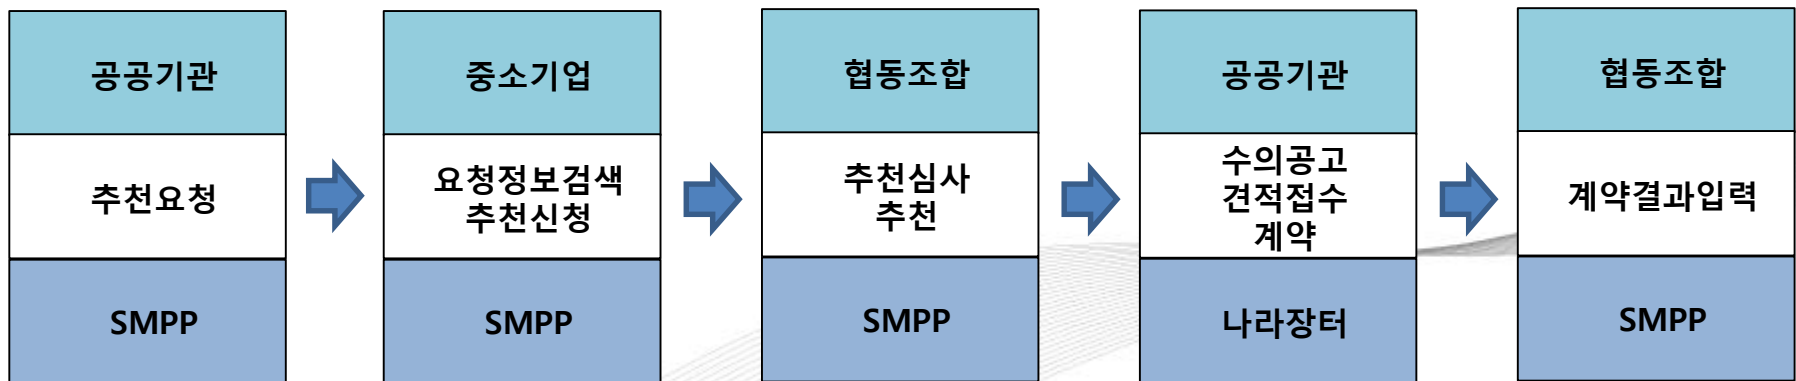 공공기관
추천요청
SMPP
중소기업
요청정보검색
추천신청
SMPP
협동조합
추천심사
추천
SMPP
공공기관
수의공고
견적접수
계약
나라장터
협동조합
계약결과입력
SMPP